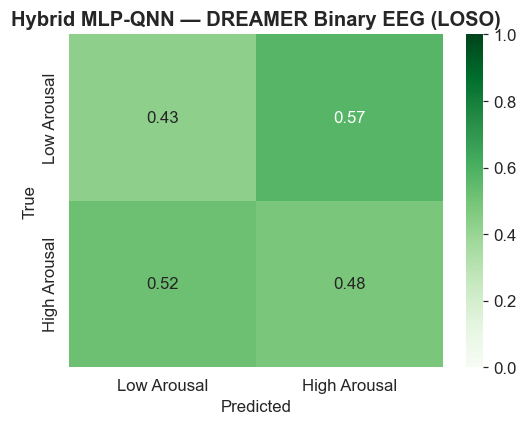 Hybrid MLP-QNN — DREAMER Binary EEG (LOSO)
True
Low Arousal
0.43
0.57
High Arousal
0.52
0.48
Low Arousal
High Arousal
Predicted
1.0
0.8
0.6
0.4
0.2
0.0